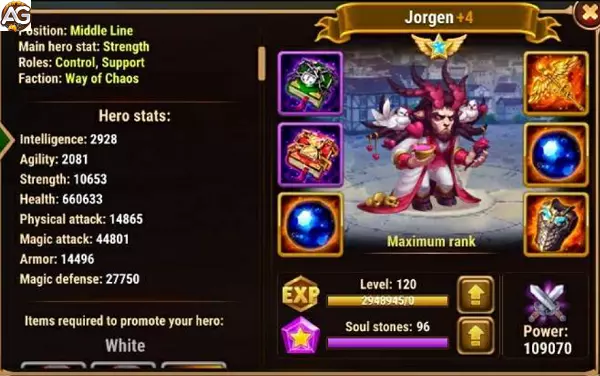 AG
Jorgen +4
Position: Middle Line
Main hero stat: Strength
Roles: Control, Support
Faction: Way of Chaos
Hero stats:
Intelligence: 2928
Agility: 2081
Strength: 10653
Health: 660633
Physical attack: 14865
Magic attack: 44801
Armor: 14496
Magic defense: 27750
Items required to promote your hero:
White
Maximum rank
EXP
Level: 120
2948945/0
Soul stones: 96
Power:
109070